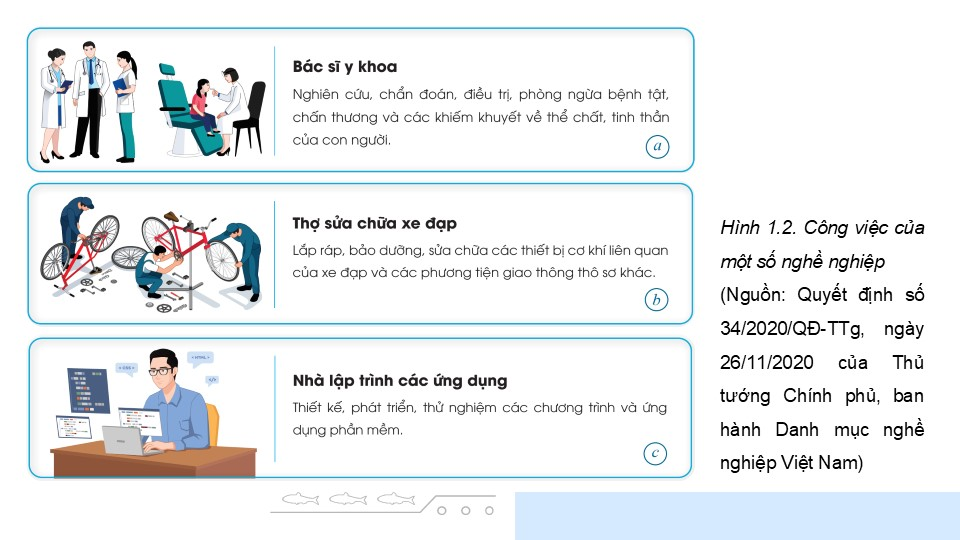 Bác sĩ y khoa
Nghiên cứu, chẩn đoán, điều trị, phòng ngừa bệnh tật,
chấn thương và các khiếm khuyết về thể chất, tinh thần
của con người.
a
Thợ sửa chữa xe đạp
Lắp ráp, bảo dưỡng, sửa chữa các thiết bị cơ khí liên quan
của xe đạp và các phương tiện giao thông thô sơ khác.
b
Nhà lập trình các ứng dụng
Thiết kế, phát triển, thử nghiệm các chương trình và ứng
dụng phần mềm.
c
Hình 1.2. Công việc của
một số nghề nghiệp
(Nguồn: Quyết định số
34/2020/QĐ-TTg, ngày
26/11/2020 của Thủ
tướng Chính phủ, ban
hành Danh mục nghề
nghiệp Việt Nam)